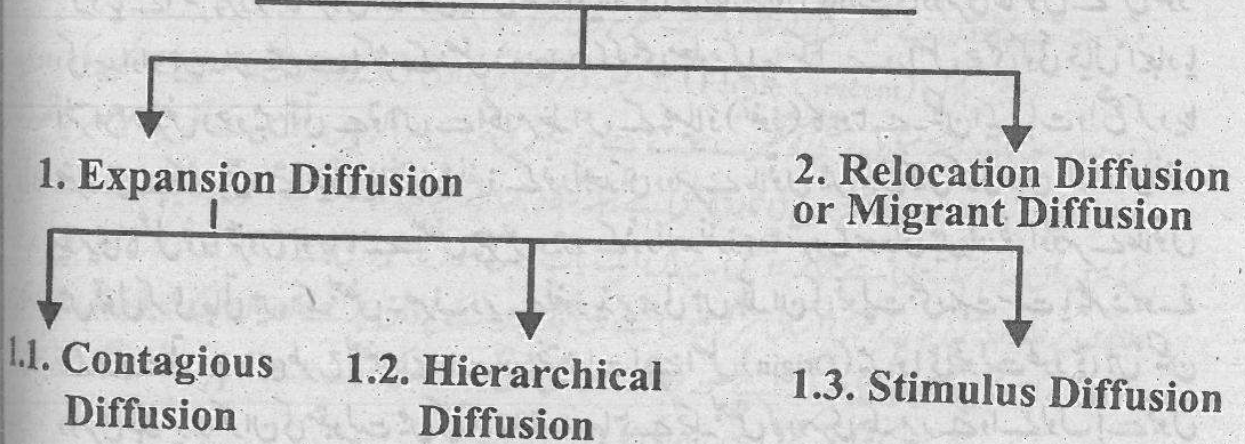 1. Expansion Diffusion
2. Relocation Diffusion
or Migrant Diffusion
1.1. Contagious
Diffusion
1.2. Hierarchical
Diffusion
1.3. Stimulus Diffusion